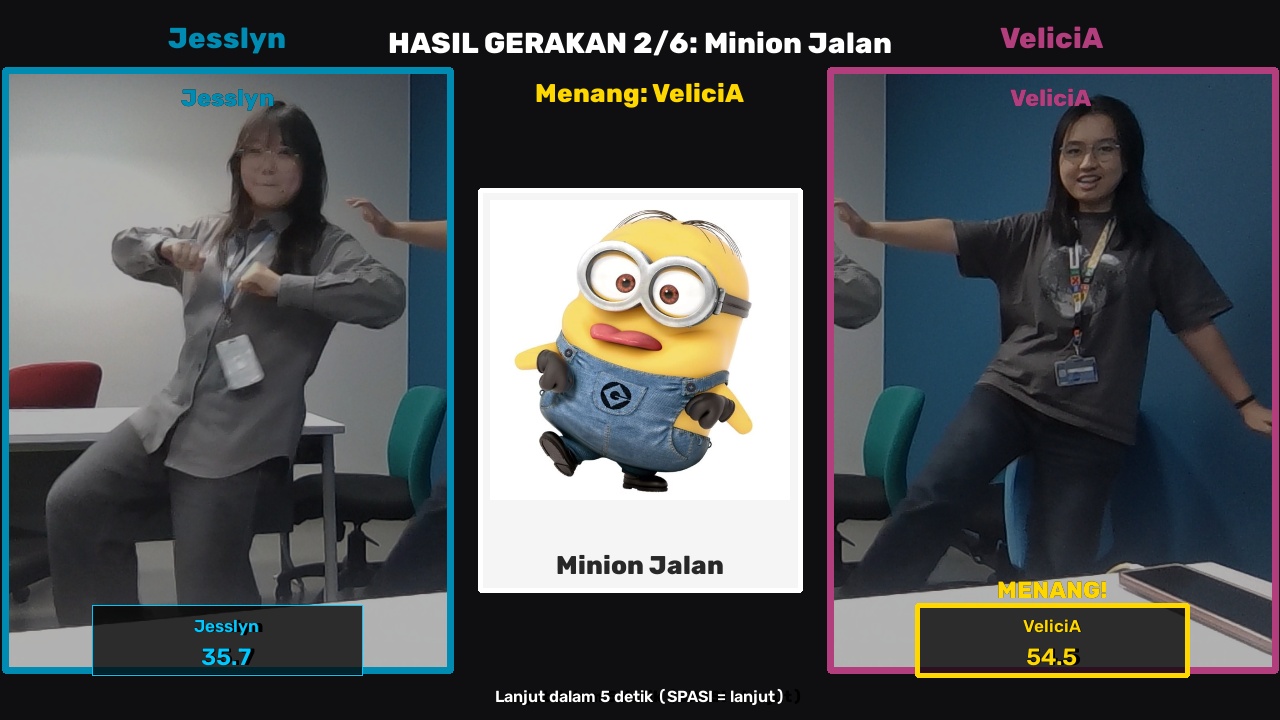 Jesslyn
HASIL GERAKAN 2/6: Minion Jalan
VeliciA
Menang: VeliciA
Jesslyn
VeliciA
Minion Jalan
MENANG!
Jesslyn
35.7
VeliciA
54.5
Lanjut dalam 5 detik (SPASI = lanjut)